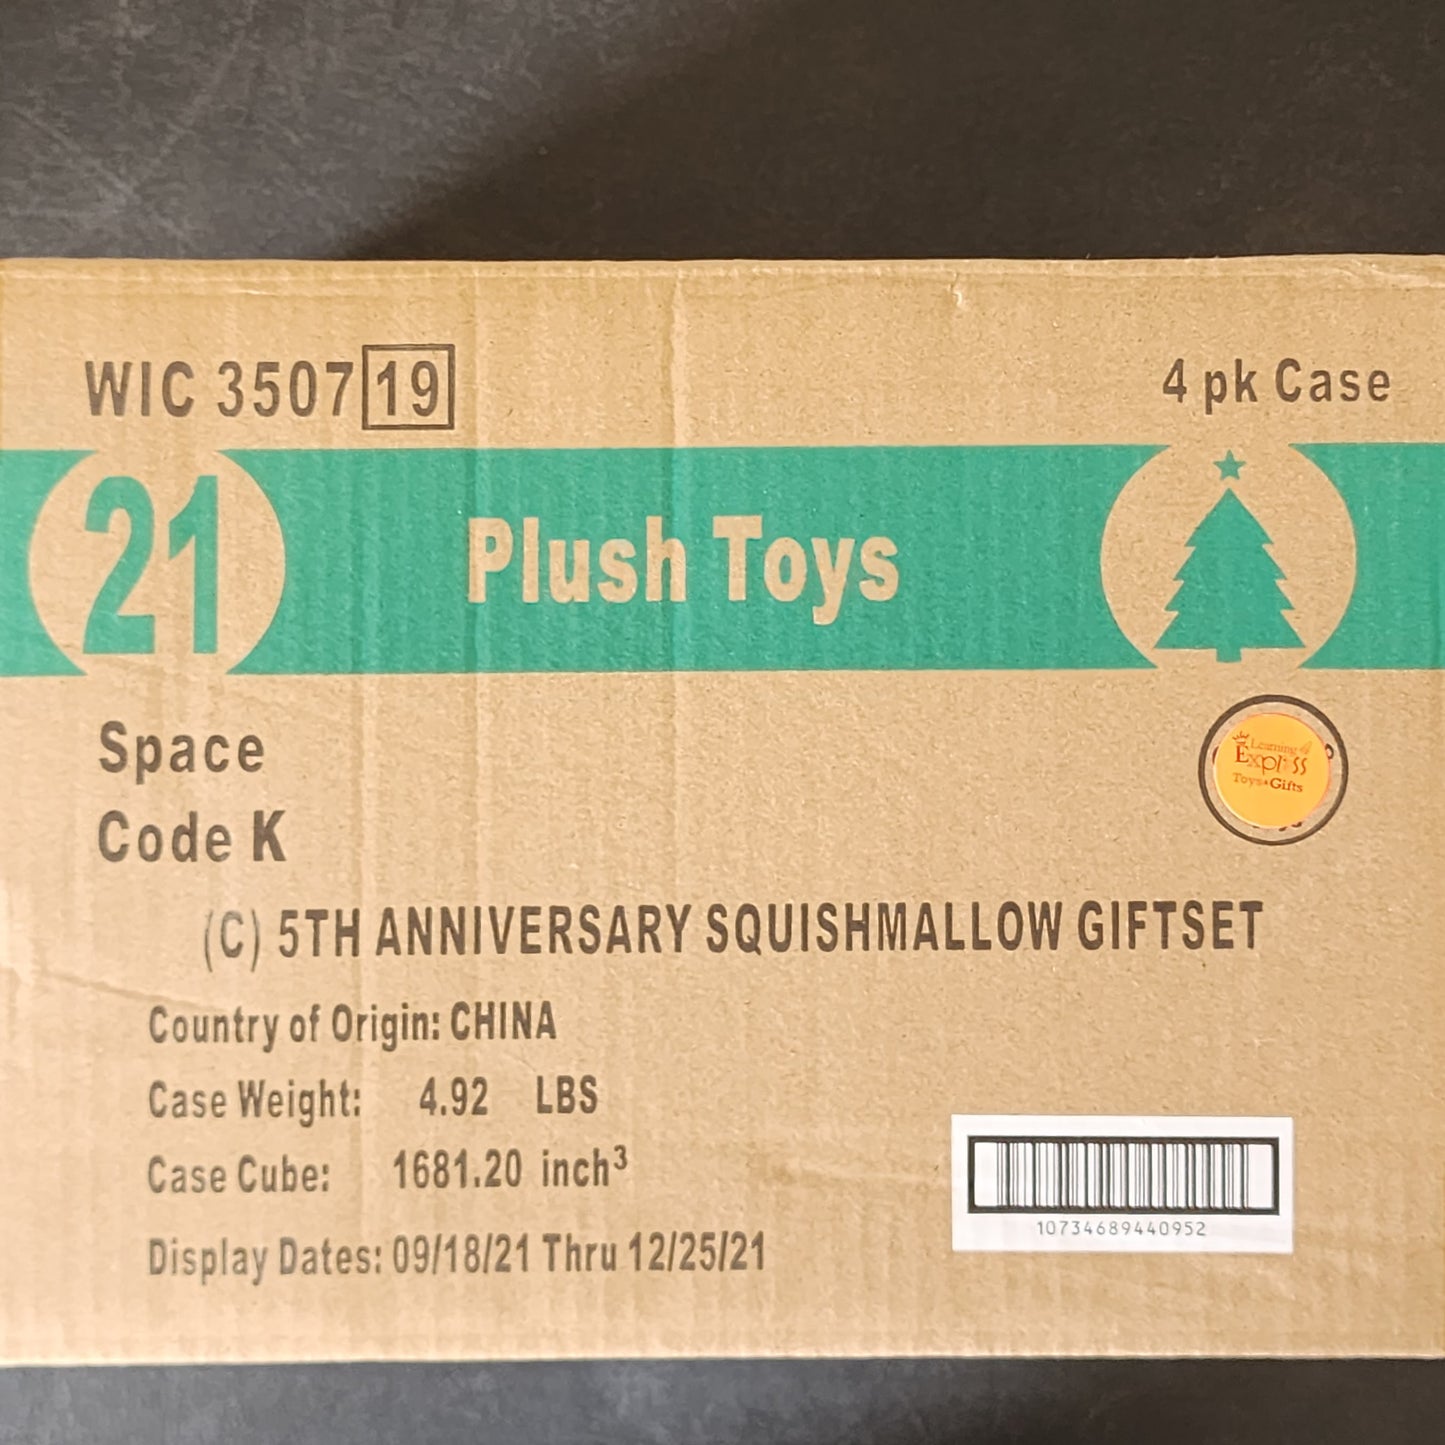 WIC 3507 19
4 pk Case
21
Plush Toys
Space
Code K
Learning
Express
Toys Gifts
(C) 5TH ANNIVERSARY SQUISHMALLOW GIFTSET
Country of Origin: CHINA
Case Weight: 4.92 LBS
Case Cube: 1681.20 inch³
Display Dates: 09/18/21 Thru 12/25/21
10734689440952